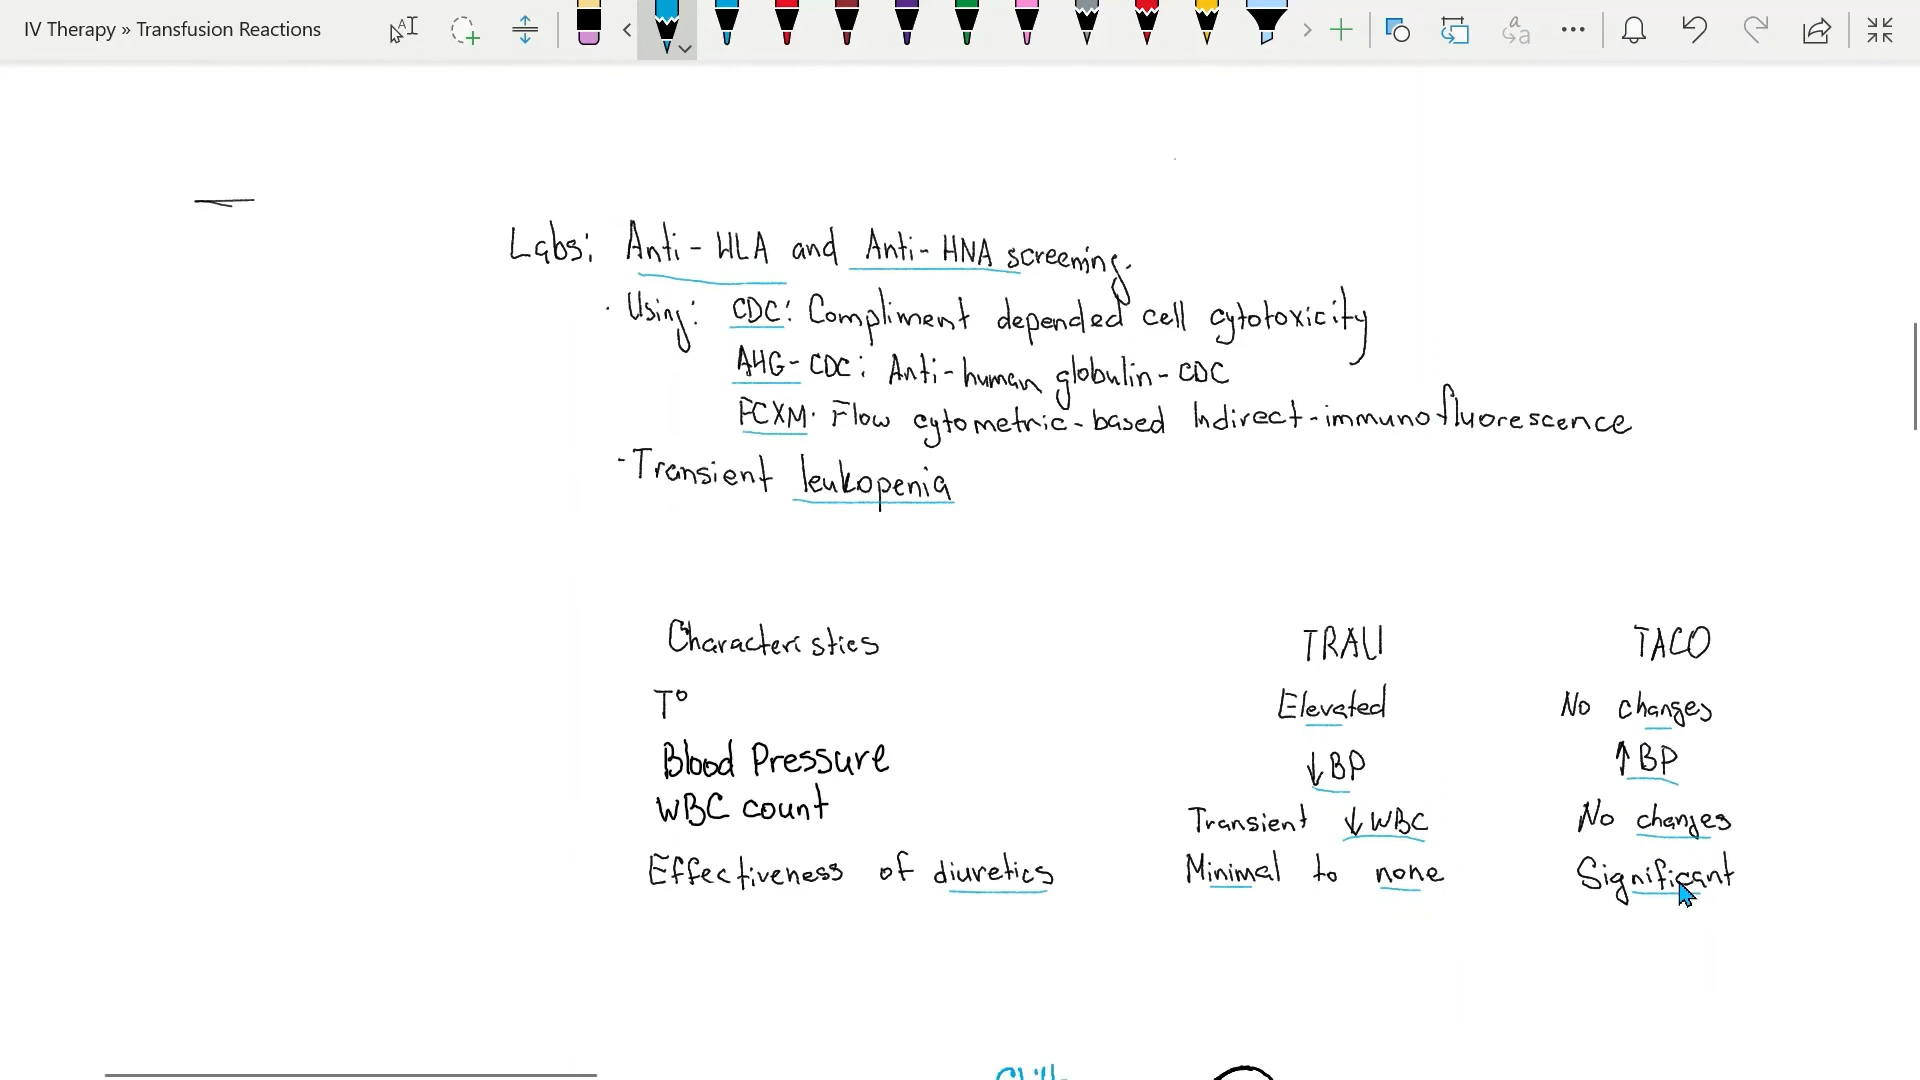 IV Therapy » Transfusion Reactions
Labs: Anti-HLA and Anti-HNA screening.
· Using: CDC: Compliment depended cell cytotoxicity
AHG-CDC: Anti-human globulin-CDC
FCXM: Flow cytometric-based Indirect-immunofluorescence
- Transient leukopenia
Characteristics TRALI TACO
T° Elevated No changes
Blood Pressure ↓BP ↑BP
WBC count Transient ↓WBC No changes
Effectiveness of diuretics Minimal to none Significant